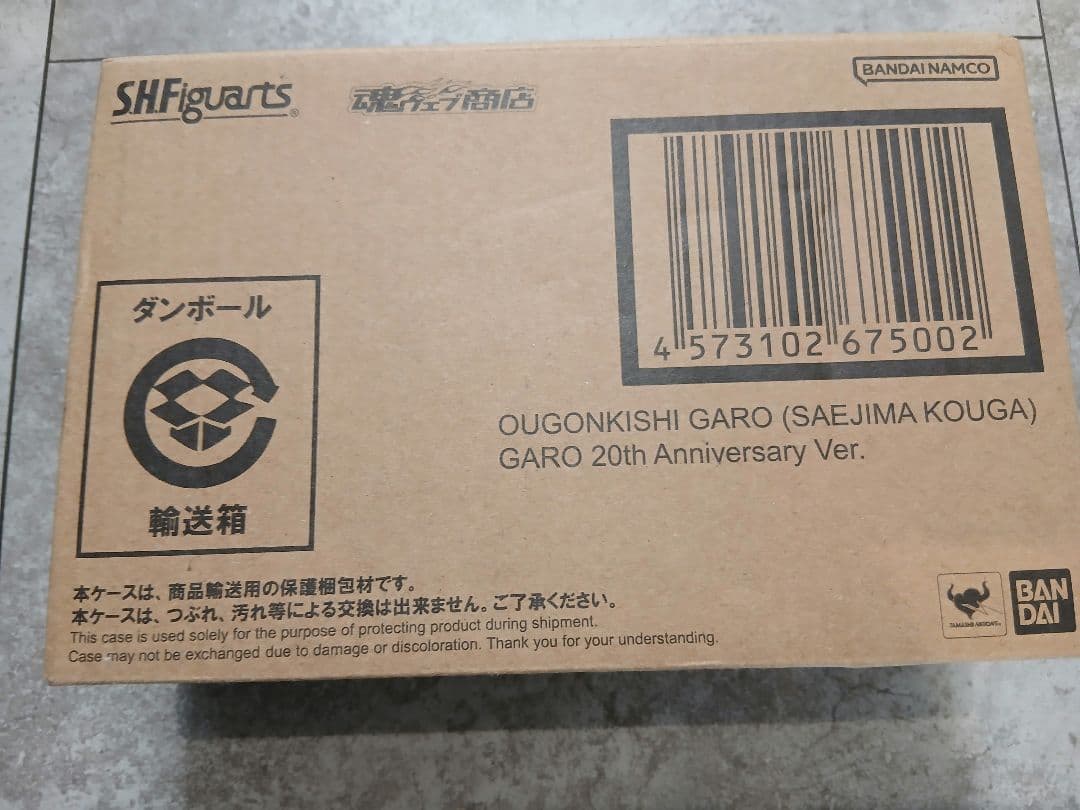 S.H.Figuarts®
魂ウェブ商店
BANDAI NAMCO
4 573102 675002
OUGONKISHI GARO (SAEJIMA KOUGA)
GARO 20th Anniversary Ver.
ダンボール
輸送箱
本ケースは、商品輸送用の保護梱包材です。
本ケースは、つぶれ、汚れ等による交換は出来ません。ご了承ください。
This case is used solely for the purpose of protecting product during shipment.
Case may not be exchanged due to damage or discoloration. Thank you for your understanding.
TAMASHII NATIONS
BAN
DAI